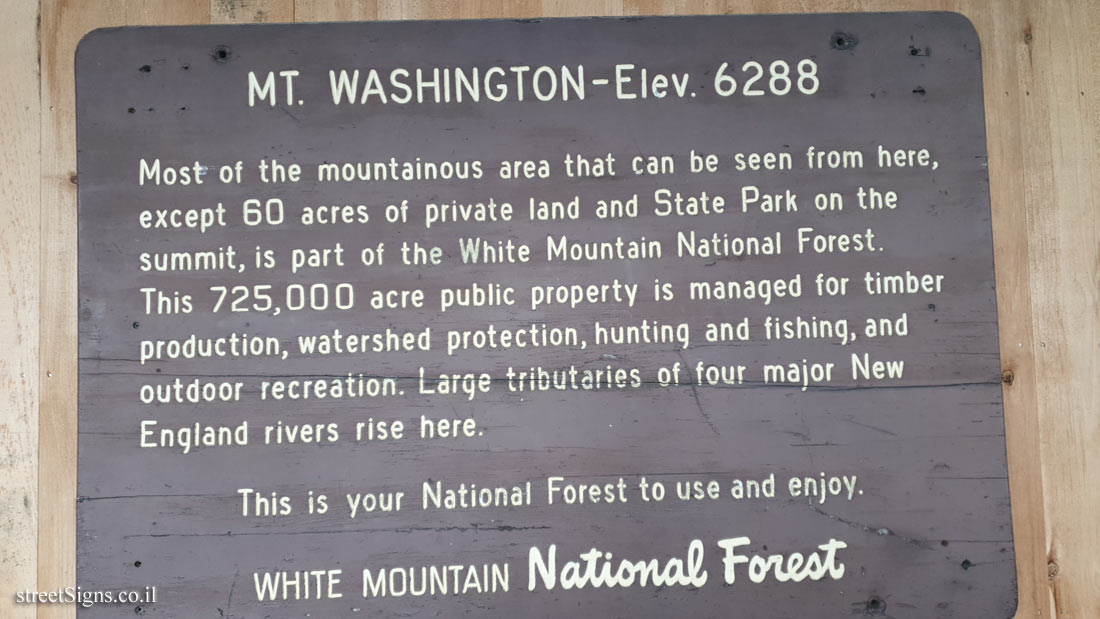 MT. WASHINGTON-Elev. 6288
Most of the mountainous area that can be seen from here,
except 60 acres of private land and State Park on the
summit, is part of the White Mountain National Forest.
This 725,000 acre public property is managed for timber
production, watershed protection, hunting and fishing, and
outdoor recreation. Large tributaries of four major New
England rivers rise here.
This is your National Forest to use and enjoy.
WHITE MOUNTAIN National Forest
streetSigns.co.il